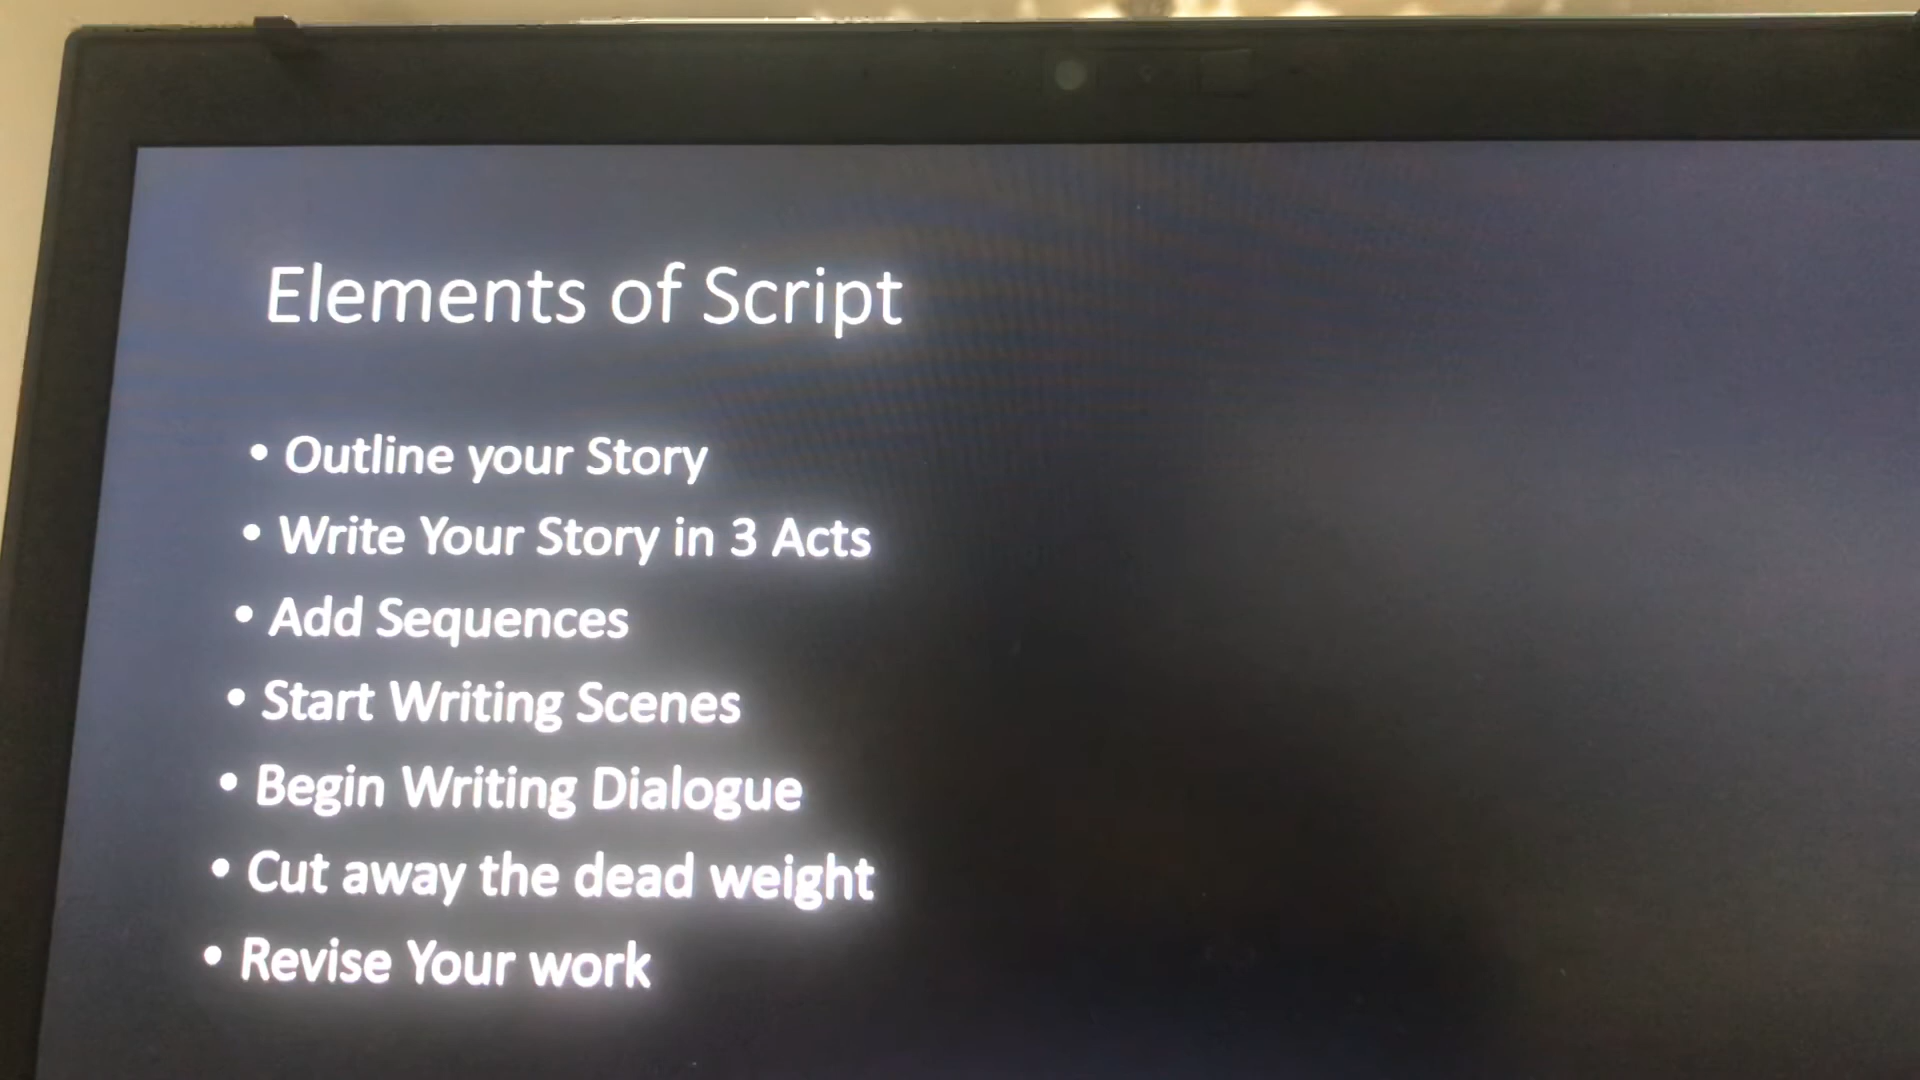 Elements of Script
• Outline your Story
• Write Your Story in 3 Acts
• Add Sequences
• Start Writing Scenes
• Begin Writing Dialogue
• Cut away the dead weight
• Revise Your work